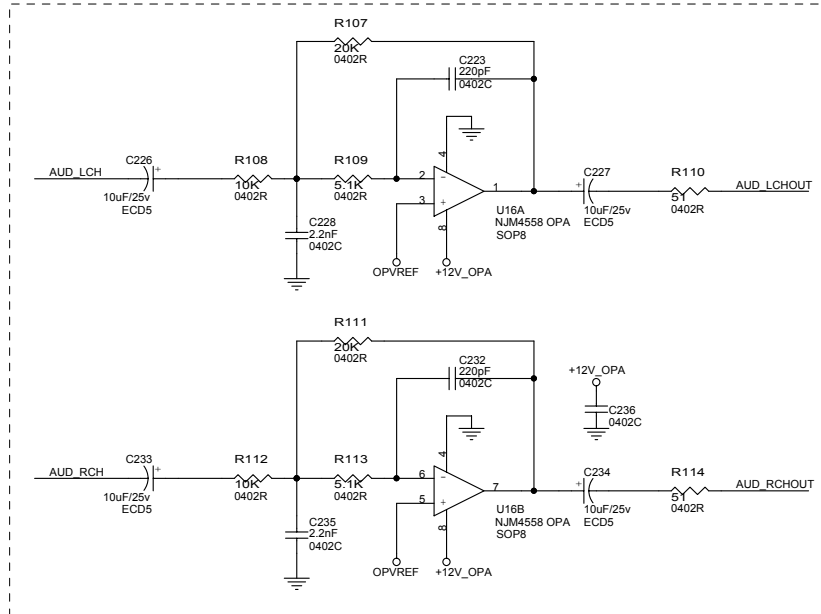 R107
20K
0402R
C223
220pF
0402C
4
AUD_LCH
C226
+
10uF/25v
ECD5
R108
10K
0402R
R109
5.1K
0402R
2
-
3
+
1
8
C228
2.2nF
0402C
U16A
NJM4558 OPA
SOP8
OPVREF
+12V_OPA
C227
+
10uF/25v
ECD5
R110
51
0402R
AUD_LCHOUT
R111
20K
0402R
C232
220pF
0402C
+12V_OPA
C236
0402C
4
AUD_RCH
C233
+
10uF/25v
ECD5
R112
10K
0402R
R113
5.1K
0402R
6
-
5
+
7
8
C235
2.2nF
0402C
U16B
NJM4558 OPA
SOP8
OPVREF
+12V_OPA
C234
+
10uF/25v
ECD5
R114
51
0402R
AUD_RCHOUT